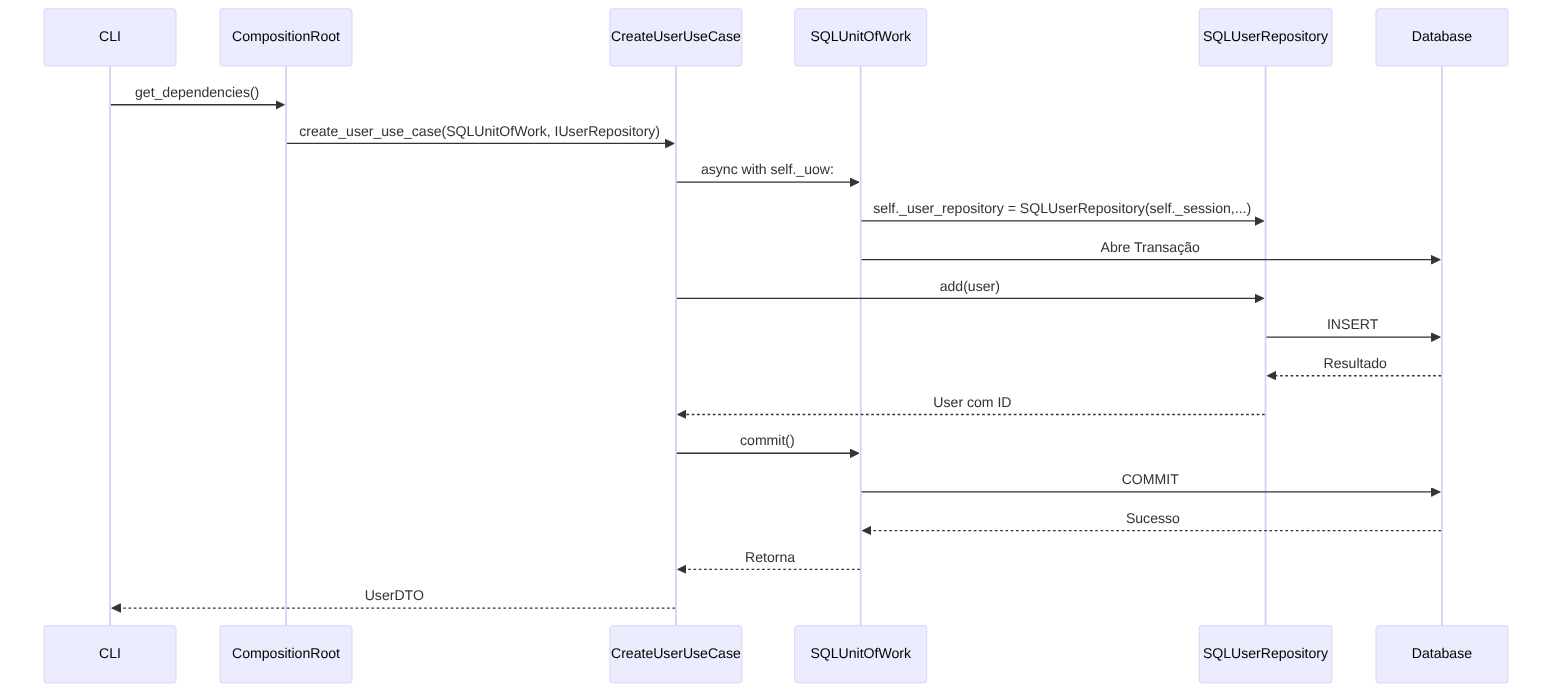 CLI
CompositionRoot
CreateUserUseCase
SQLUnitOfWork
SQLUserRepository
Database
get_dependencies()
create_user_use_case(SQLUnitOfWork, IUserRepository)
async with self._uow:
self._user_repository = SQLUserRepository(self._session,...)
Abre Transação
add(user)
INSERT
Resultado
User com ID
commit()
COMMIT
Sucesso
Retorna
UserDTO
CLI
CompositionRoot
CreateUserUseCase
SQLUnitOfWork
SQLUserRepository
Database